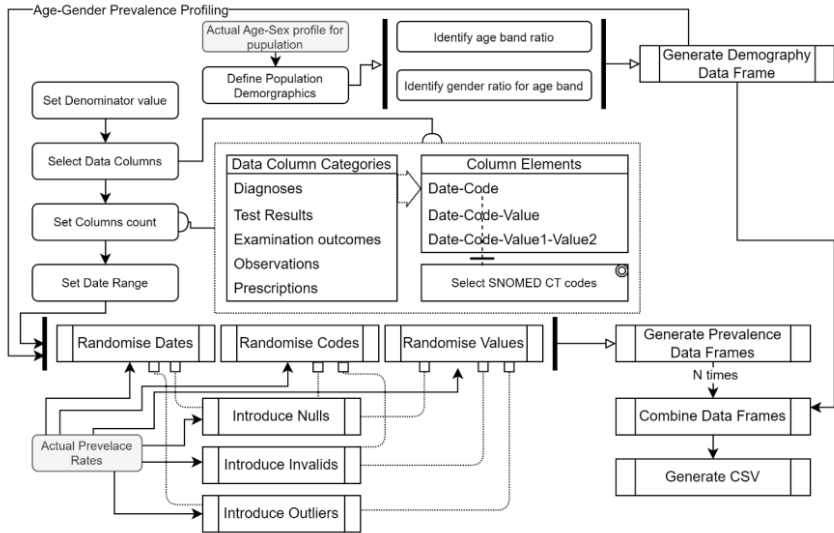 Age-Gender Prevalence Profiling
Actual Age-Sex profile for
pupulation
Define Population
Demorgraphics
Identify age band ratio
Identify gender ratio for age band
Generate Demography
Data Frame
Set Denominator value
Select Data Columns
Set Columns count
Set Date Range
Data Column Categories
Diagnoses
Test Results
Examination outcomes
Observations
Prescriptions
Column Elements
Date-Code
Date-Code-Value
Date-Code-Value1-Value2
Select SNOMED CT codes
Randomise Dates
Randomise Codes
Randomise Values
Generate Prevalence
Data Frames
N times
Introduce Nulls
Combine Data Frames
Actual Prevelace
Rates
Introduce Invalids
Generate CSV
Introduce Outliers